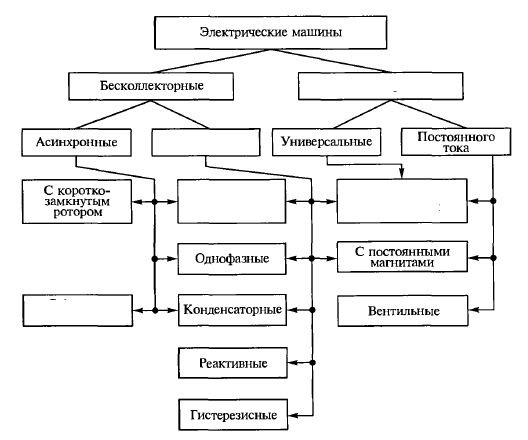 Электрические машины
Бесколлекторные
Асинхронные
Универсальные
Постоянного
тока
С коротко-
замкнутым
ротором
Однофазные
С постоянными
магнитами
Конденсаторные
Вентильные
Реактивные
Гистерезисные